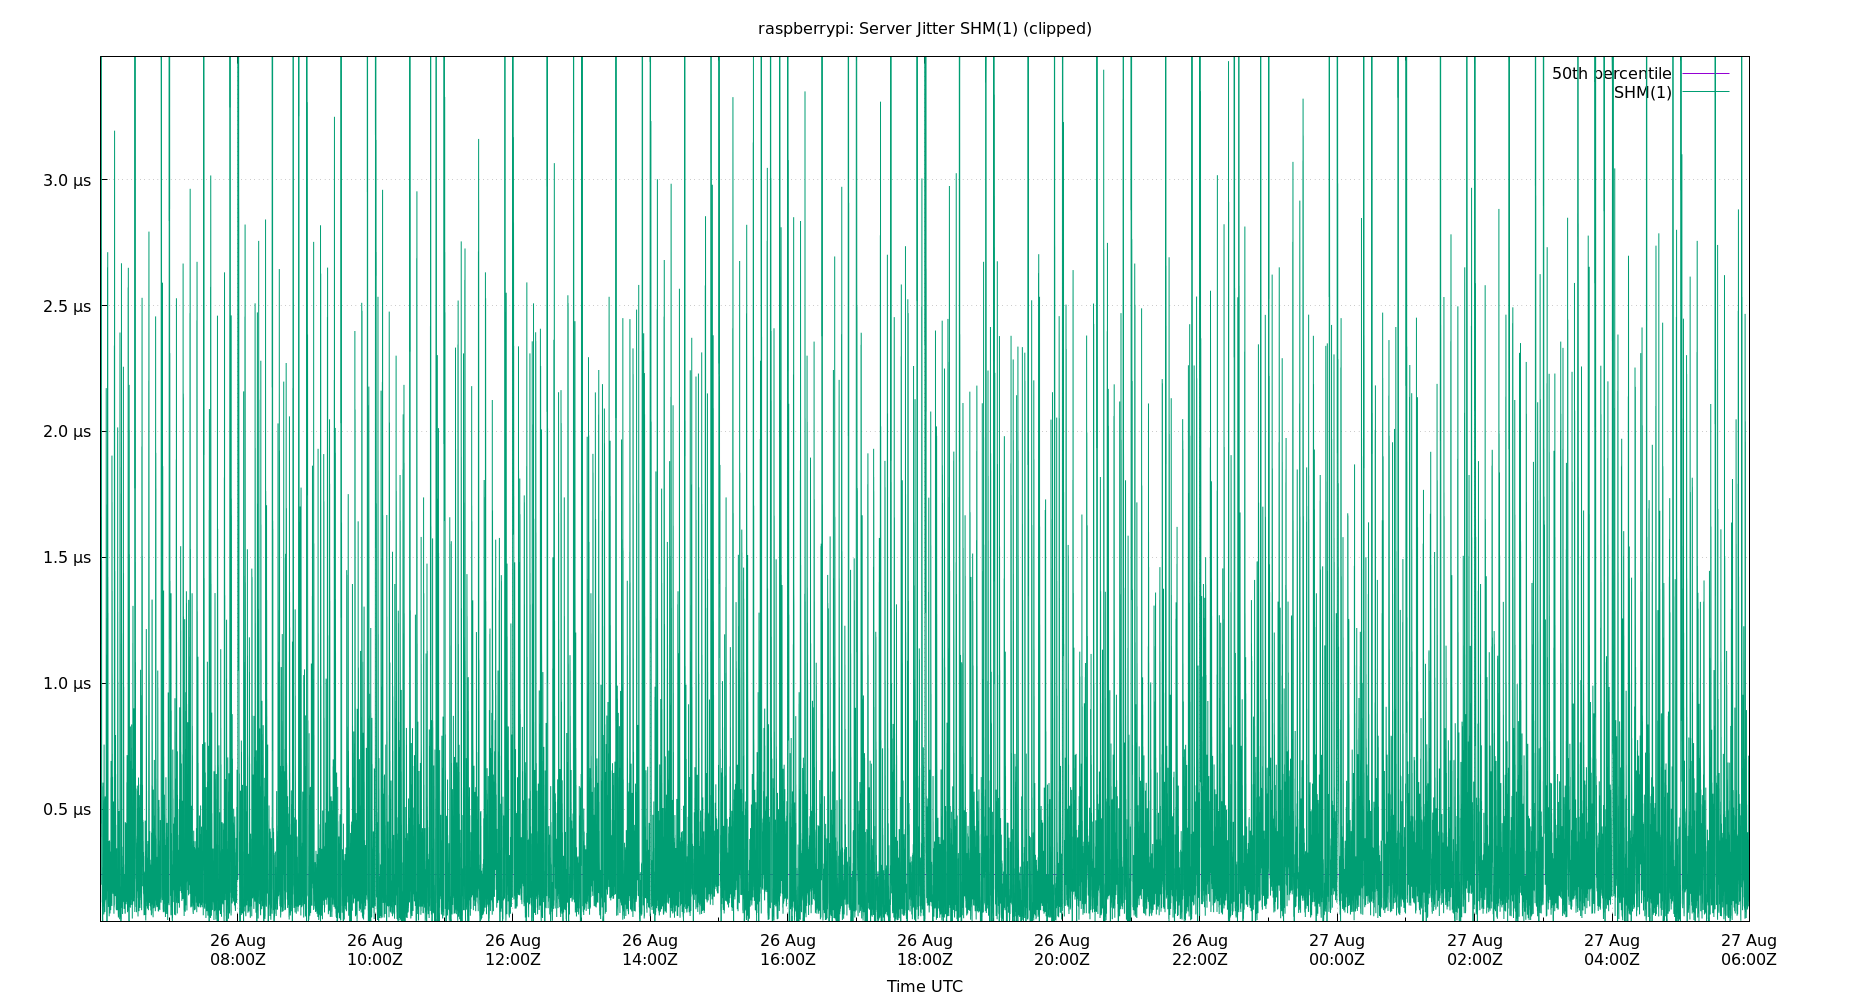 raspberrypi: Server Jitter SHM(1) (clipped)
50th percentile
SHM(1)
3.0 µs
2.5 µs
2.0 µs
1.5 µs
1.0 µs
0.5 µs
26 Aug 26 Aug 26 Aug 26 Aug 26 Aug 26 Aug 26 Aug 26 Aug 27 Aug 27 Aug 27 Aug 27 Aug
08:00Z 10:00Z 12:00Z 14:00Z 16:00Z 18:00Z 20:00Z 22:00Z 00:00Z 02:00Z 04:00Z 06:00Z
Time UTC